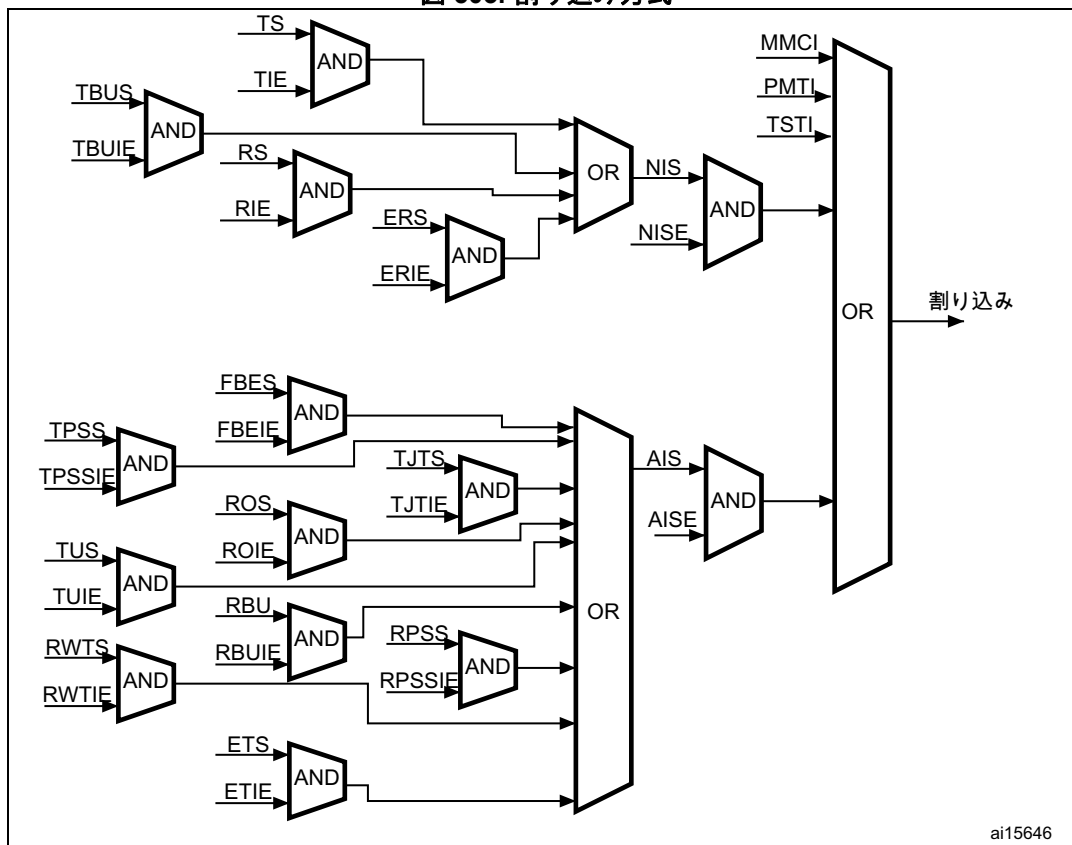 TS
AND
TIE
TBUS
AND
TBUIE
RS
AND
RIE
ERS
AND
ERIE
OR
NIS
AND
NISE
MMCI
PMTI
TSTI
OR
割り込み
FBES
AND
FBEIE
TPSS
AND
TPSSIE
TJTS
AND
TJTIE
ROS
AND
ROIE
TUS
AND
TUIE
RBU
AND
RBUIE
RPSS
AND
RPSSIE
RWTS
AND
RWTIE
ETS
AND
ETIE
OR
AIS
AND
AISE
ai15646